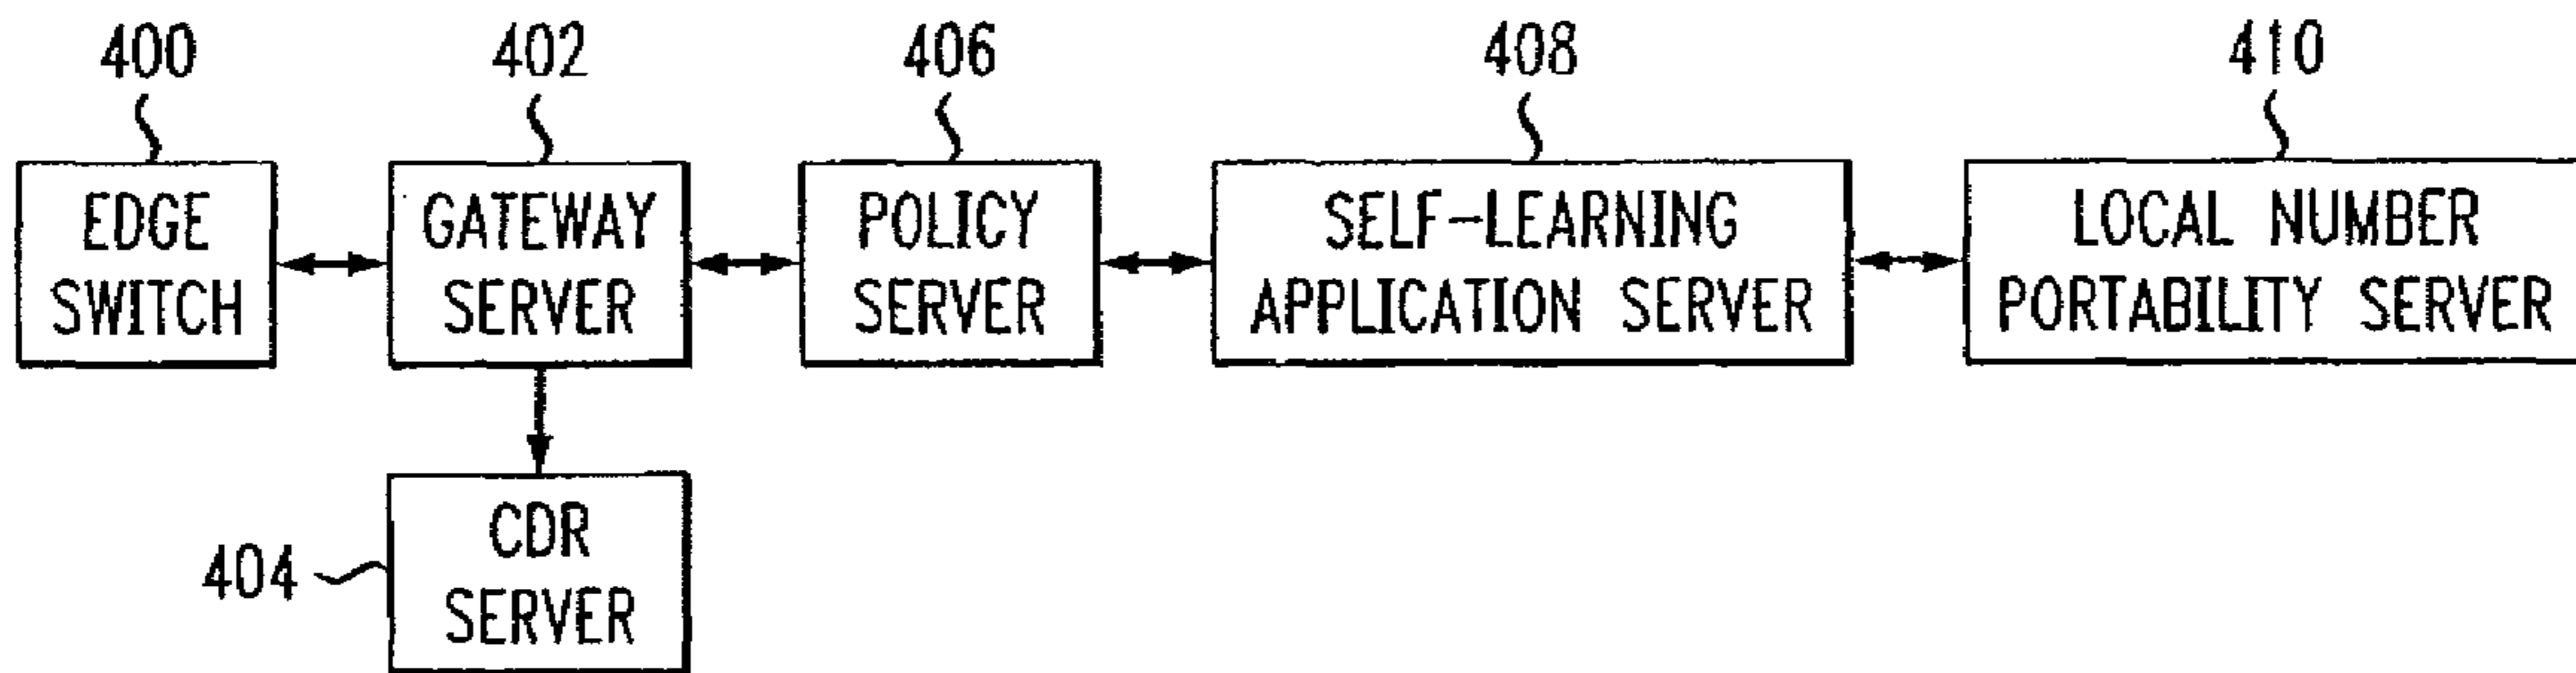 400
402
406
408
410
EDGE
SWITCH
GATEWAY
SERVER
POLICY
SERVER
SELF-LEARNING
APPLICATION SERVER
LOCAL NUMBER
PORTABILITY SERVER
404
CDR
SERVER